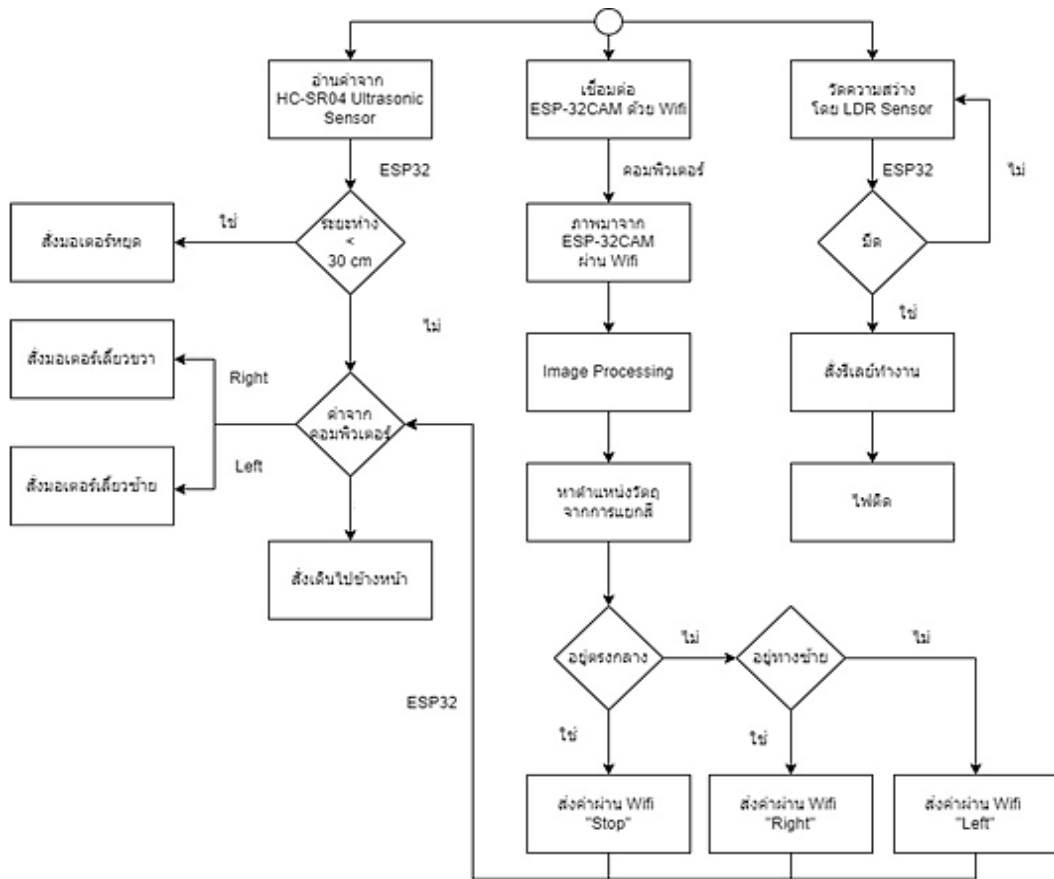 อ่านค่าจาก
HC-SR04 Ultrasonic
Sensor
เชื่อมต่อ
ESP-32CAM ด้วย Wifi
วัดความสว่าง
โดย LDR Sensor
ESP32
คอมพิวเตอร์
ESP32
ไม่
สั่งมอเตอร์หยุด
ใช่
ระยะห่าง
<
30 cm
ภาพมาจาก
ESP-32CAM
ผ่าน Wifi
มืด
ไม่
ใช่
สั่งมอเตอร์เลี้ยวขวา
Right
Image Processing
สั่งรีเลย์ทำงาน
ค่าจาก
คอมพิวเตอร์
สั่งมอเตอร์เลี้ยวซ้าย
Left
หาตำแหน่งวัตถุ
จากการแยกสี
ไฟติด
สั่งเดินไปข้างหน้า
อยู่ตรงกลาง
ไม่
อยู่ทางซ้าย
ไม่
ESP32
ใช่
ใช่
ส่งค่าผ่าน Wifi
"Stop"
ส่งค่าผ่าน Wifi
"Right"
ส่งค่าผ่าน Wifi
"Left"